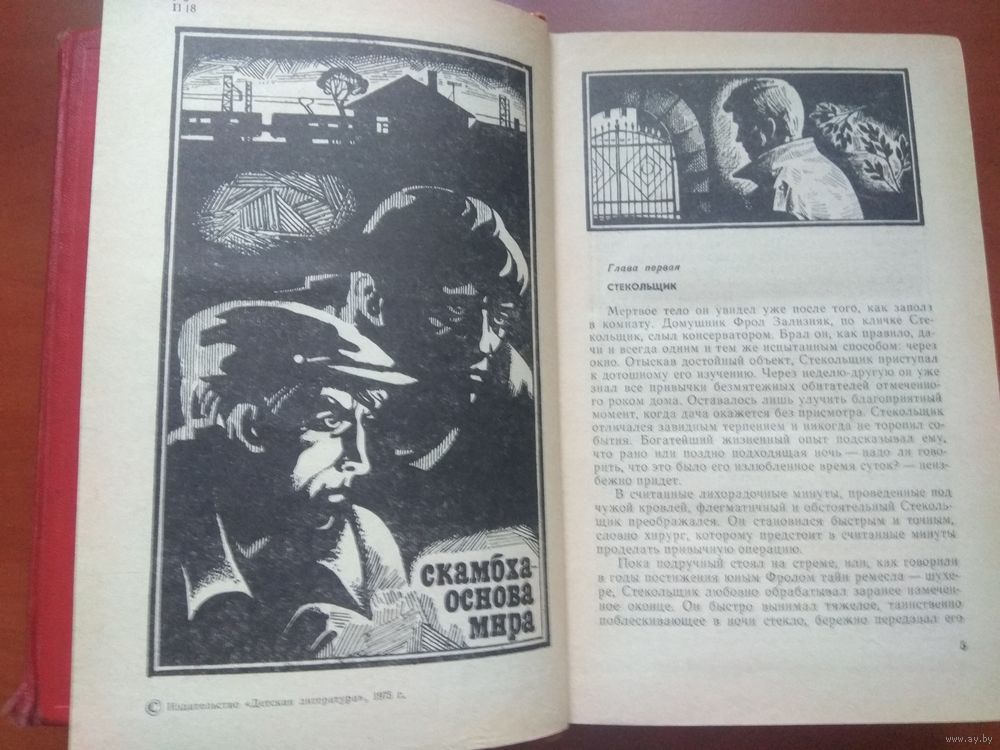 П 18
СКАМБХА-
ОСНОВА
МИРА
© Издательство «Детская литература», 1975 г.
Глава первая
СТЕКОЛЬЩИК
Мертвое тело он увидел уже после того, как заполз
в комнату. Домушник Фрол Зализняк, по кличке Сте-
кольщик, слыл консерватором. Брал он, как правило, да-
чи и всегда одним и тем же испытанным способом: через
окно. Отыскав достойный объект, Стекольщик приступал
к дотошному его изучению. Через неделю-другую он уже
знал все привычки безмятежных обитателей отмеченно-
го роком дома. Оставалось лишь улучить благоприятный
момент, когда дача окажется без присмотра. Стекольщик
отличался завидным терпением и никогда не торопил со-
бытия. Богатейший жизненный опыт подсказывал ему,
что рано или поздно подходящая ночь — надо ли гово-
рить, что это было его излюбленное время суток? — неиз-
бежно придет.
В считанные лихорадочные минуты, проведенные под
чужой кровлей, флегматичный и обстоятельный Стеколь-
щик преображался. Он становился быстрым и точным,
словно хирург, которому предстоит в считанные минуты
проделать привычную операцию.
Пока подручный стоял на стреме, или, как говорили
в годы постижения юным Фролом тайн ремесла — шухе-
ре, Стекольщик любовно обрабатывал заранее намечен-
ное оконце. Он быстро вынимал тяжелое, таинственно
поблескивающее в ночи стекло, бережно передавал его
www.ay.by